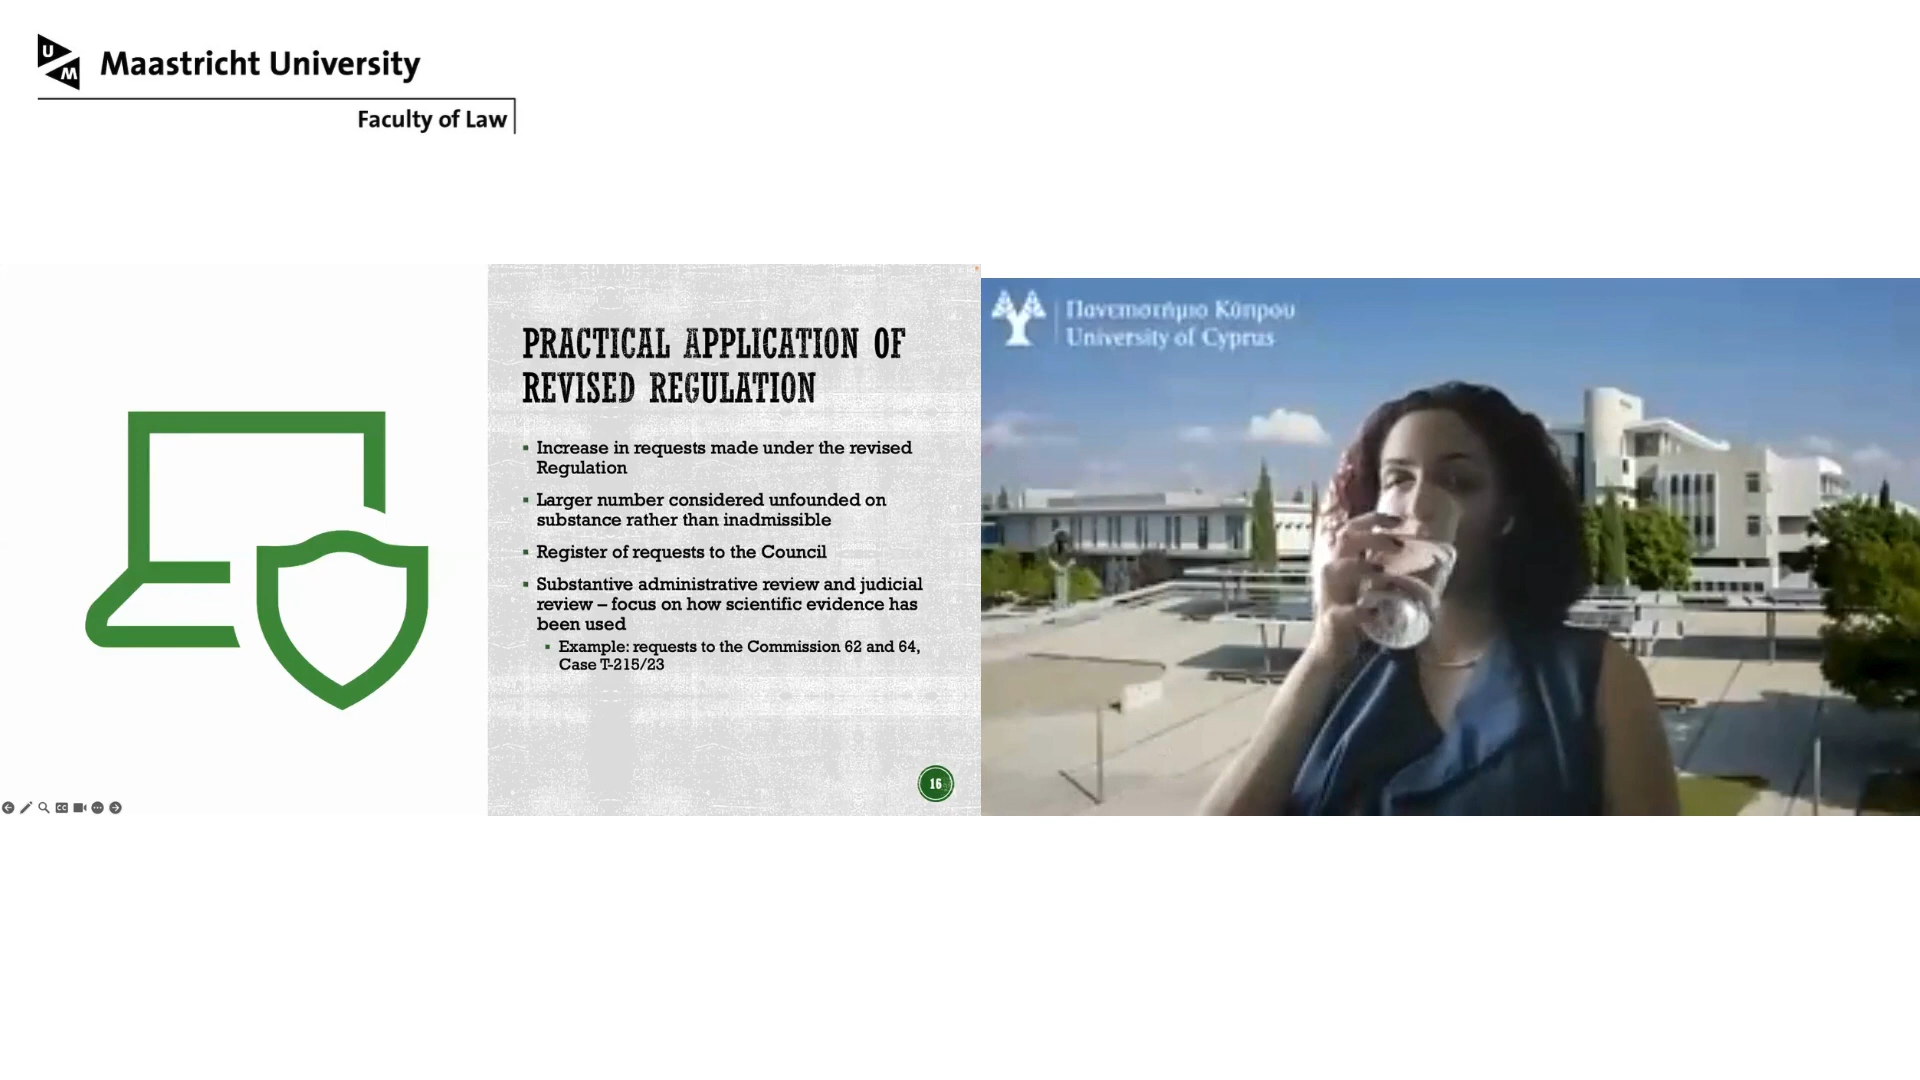 U
M
Maastricht University
Faculty of Law
PRACTICAL APPLICATION OF
REVISED REGULATION
Increase in requests made under the revised
Regulation
Larger number considered unfounded on
substance rather than inadmissible
Register of requests to the Council
Substantive administrative review and judicial
review – focus on how scientific evidence has
been used
Example: requests to the Commission 62 and 64,
Case T-215/23
16
CC
Πανεπιστήμιο Κύπρου
University of Cyprus